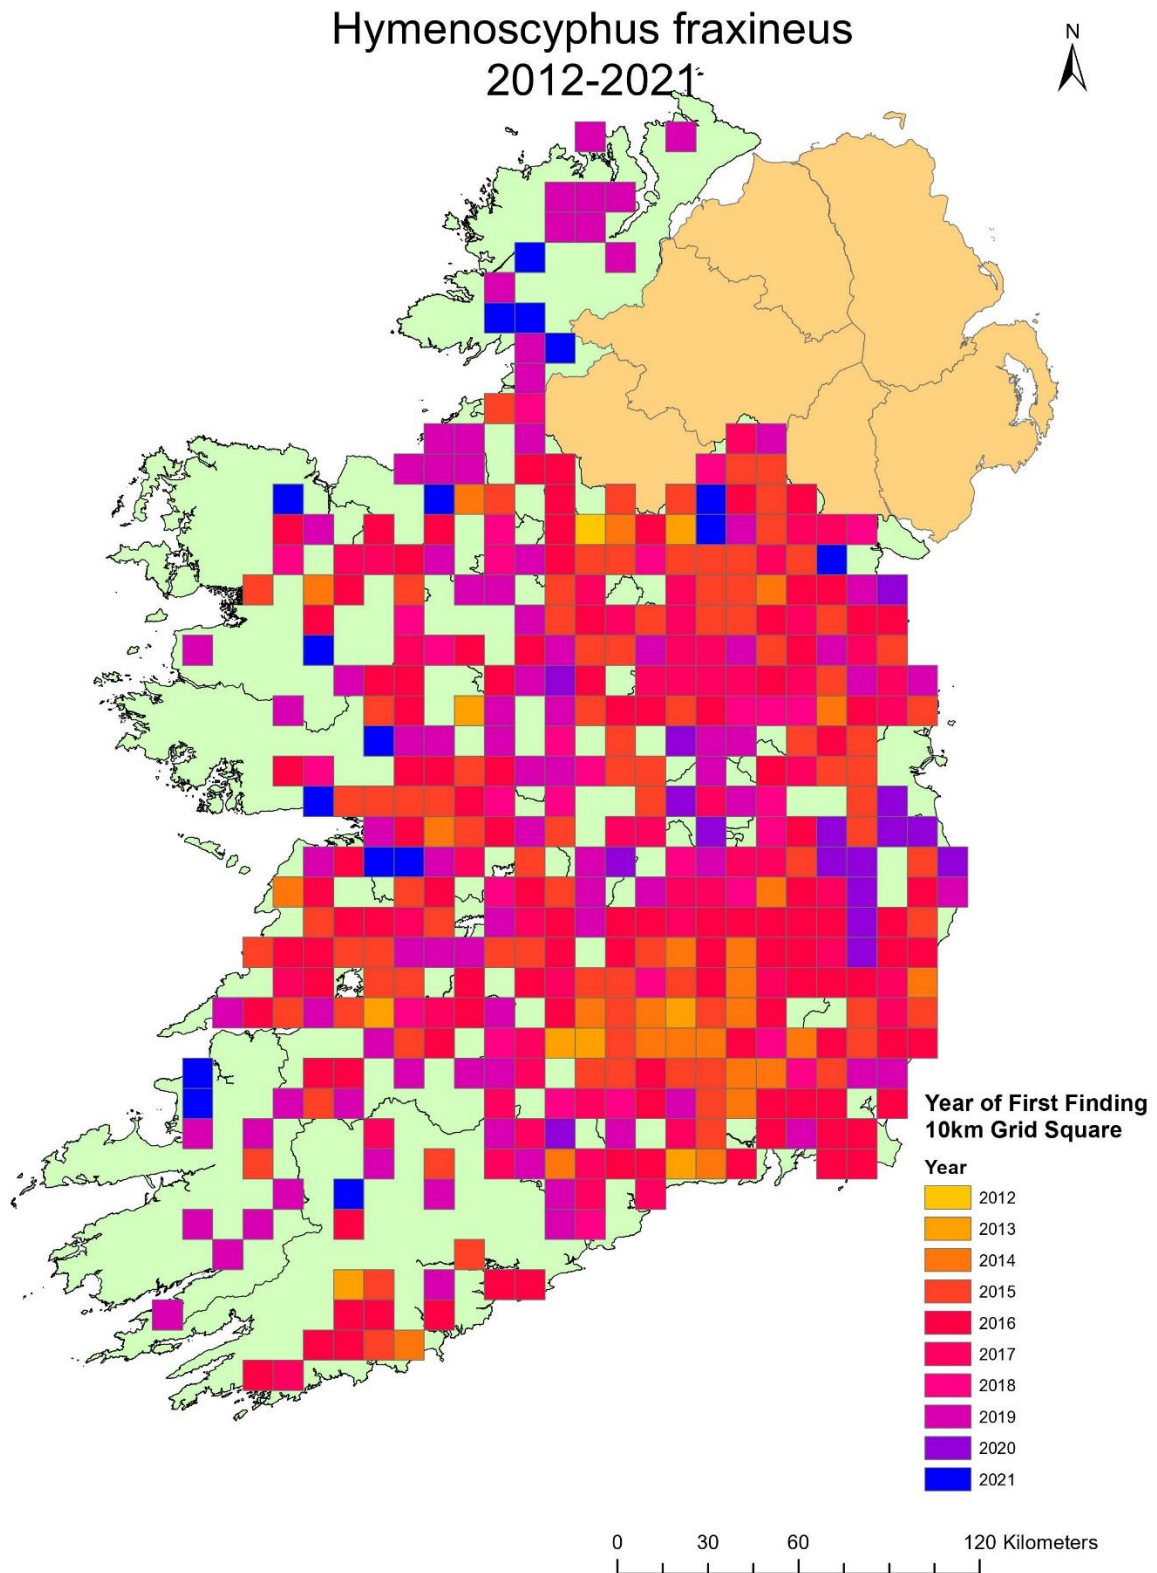 Hymenoscyphus fraxineus
2012-2021
N
Year of First Finding
10km Grid Square
Year
2012
2013
2014
2015
2016
2017
2018
2019
2020
2021
0 30 60 120 Kilometers